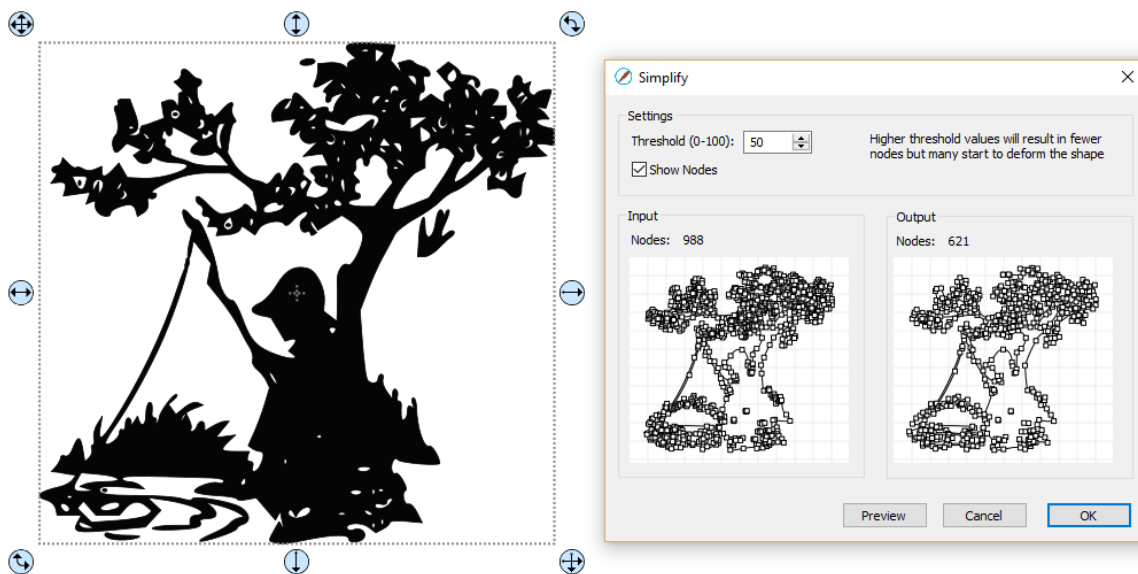 Simplify
Settings
Threshold (0-100): 50
Higher threshold values will result in fewer
nodes but many start to deform the shape
Show Nodes
Input
Nodes: 988
Output
Nodes: 621
Preview
Cancel
OK